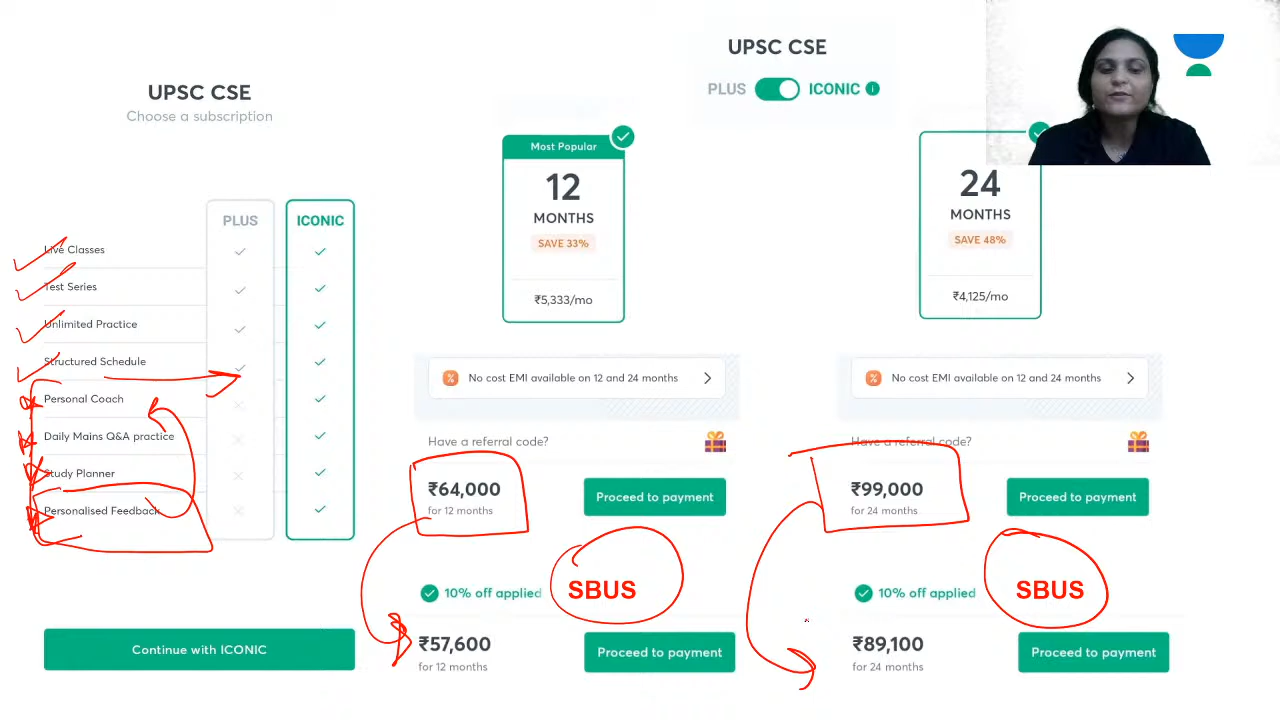 UPSC CSE
Choose a subscription
PLUS ICONIC
Live Classes
Test Series
Unlimited Practice
Structured Schedule
Personal Coach
Daily Mains Q&A practice
Study Planner
Personalised Feedback
Continue with ICONIC
UPSC CSE
PLUS ICONIC i
Most Popular
12
MONTHS
SAVE 33%
₹5,333/mo
No cost EMI available on 12 and 24 months
Have a referral code?
₹64,000
for 12 months
Proceed to payment
10% off applied
SBUS
₹57,600
for 12 months
Proceed to payment
24
MONTHS
SAVE 48%
₹4,125/mo
No cost EMI available on 12 and 24 months
Have a referral code?
₹99,000
for 24 months
Proceed to payment
10% off applied
SBUS
₹89,100
for 24 months
Proceed to payment